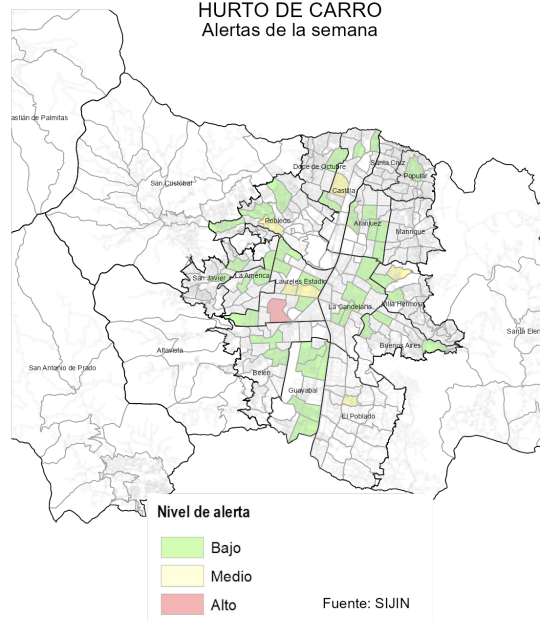 HURTO DE CARRO
Alertas de la semana
astián de Palmitas
San Cristóbal
Doce de Octubre
Santa Cruz
Popular
Castilla
Robledo
Aranjuez
Manrique
San Javier
La América
Laureles Estadio
La Candelaria
Villa Hermosa
Buenos Aires
Santa Elen
Altavista
San Antonio de Prado
Belén
Guayabal
El Poblado
Nivel de alerta
Bajo
Medio
Alto
Fuente: SIJIN